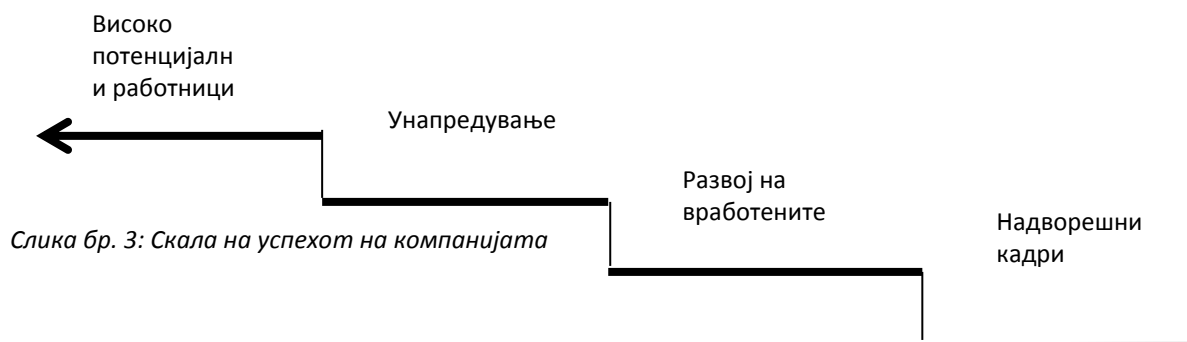 Високо
потенцијалн
и работници
Унапредување
Развој на
вработените
Надворешни
кадри
Слика бр. 3: Скала на успехот на компанијата